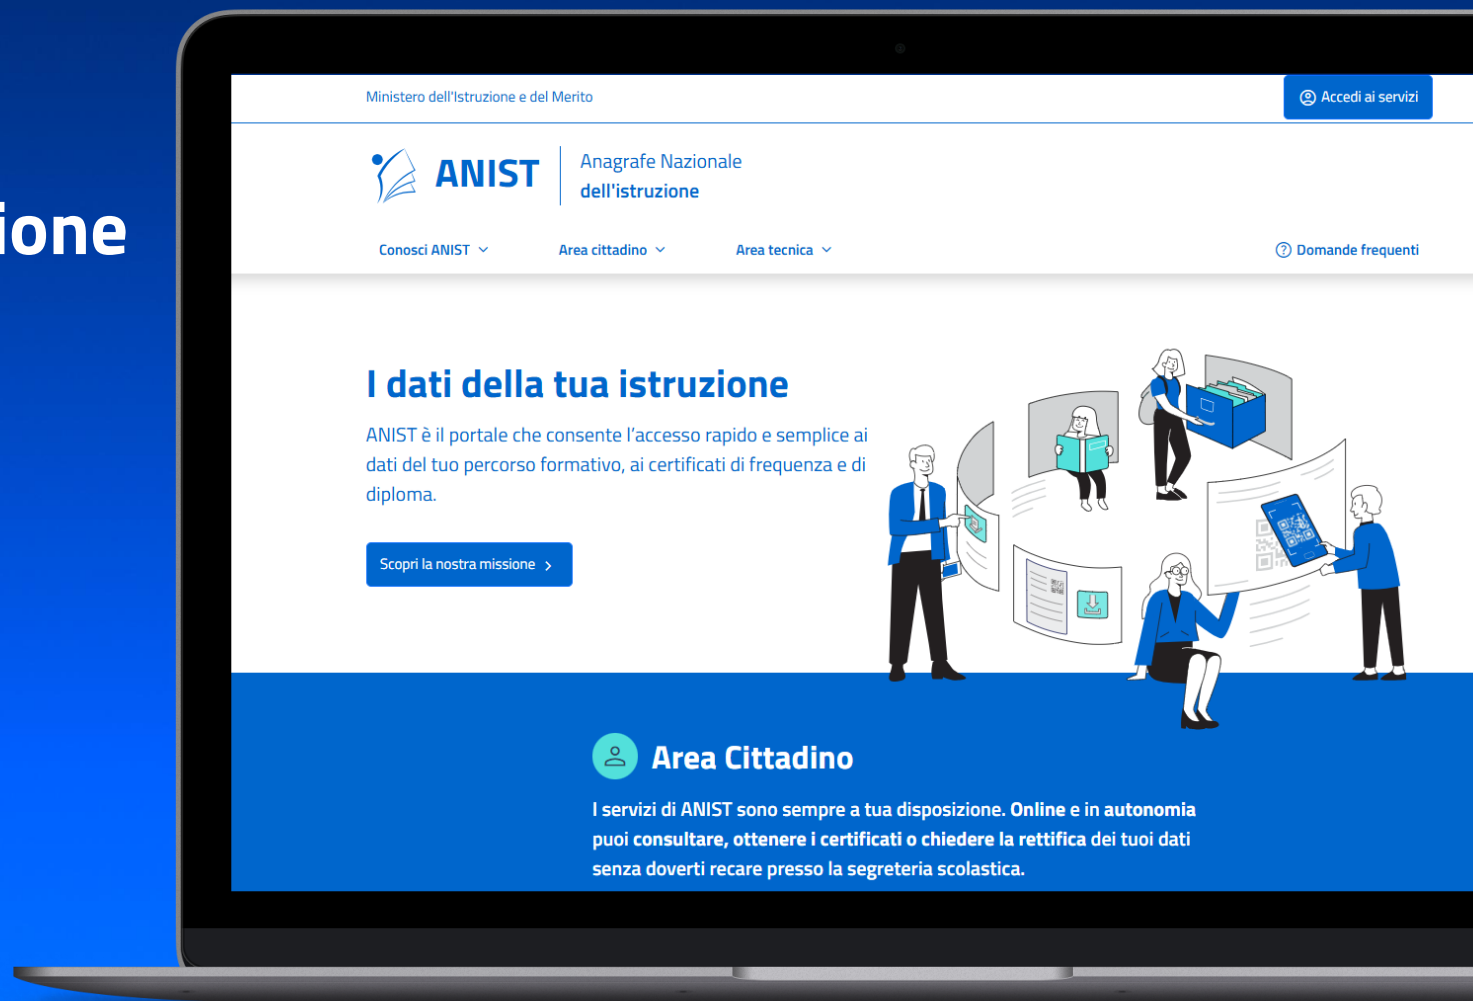 ione
Ministero dell'Istruzione e del Merito
Accedi ai servizi
ANIST
Anagrafe Nazionale
dell'istruzione
Conosci ANIST
Area cittadino
Area tecnica
Domande frequenti
I dati della tua istruzione
ANIST è il portale che consente l'accesso rapido e semplice ai
dati del tuo percorso formativo, ai certificati di frequenza e di
diploma.
Scopri la nostra missione
Area Cittadino
I servizi di ANIST sono sempre a tua disposizione. Online e in autonomia
puoi consultare, ottenere i certificati o chiedere la rettifica dei tuoi dati
senza doverti recare presso la segreteria scolastica.